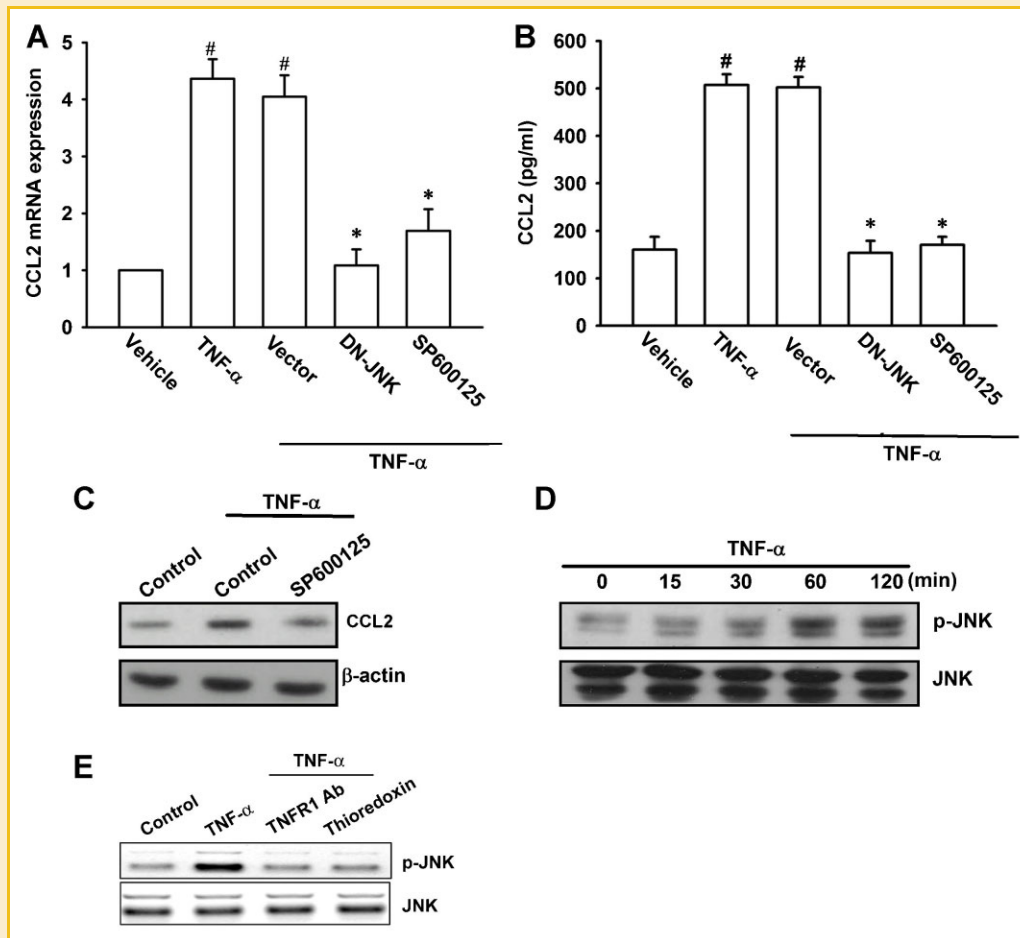 A
CCL2 mRNA expression
5
4
3
2
1
0
#
#
*
*
Vehicle
TNF-α
Vector
DN-JNK
SP600125
TNF-α
B
CCL2 (pg/ml)
600
500
400
300
200
100
0
#
#
*
*
Vehicle
TNF-α
Vector
DN-JNK
SP600125
TNF-α
C
TNF-α
Control
Control
SP600125
CCL2
β-actin
D
TNF-α
0 15 30 60 120 (min)
p-JNK
JNK
E
TNF-α
Control
TNF-α
TNFR1 Ab
Thioredoxin
p-JNK
JNK